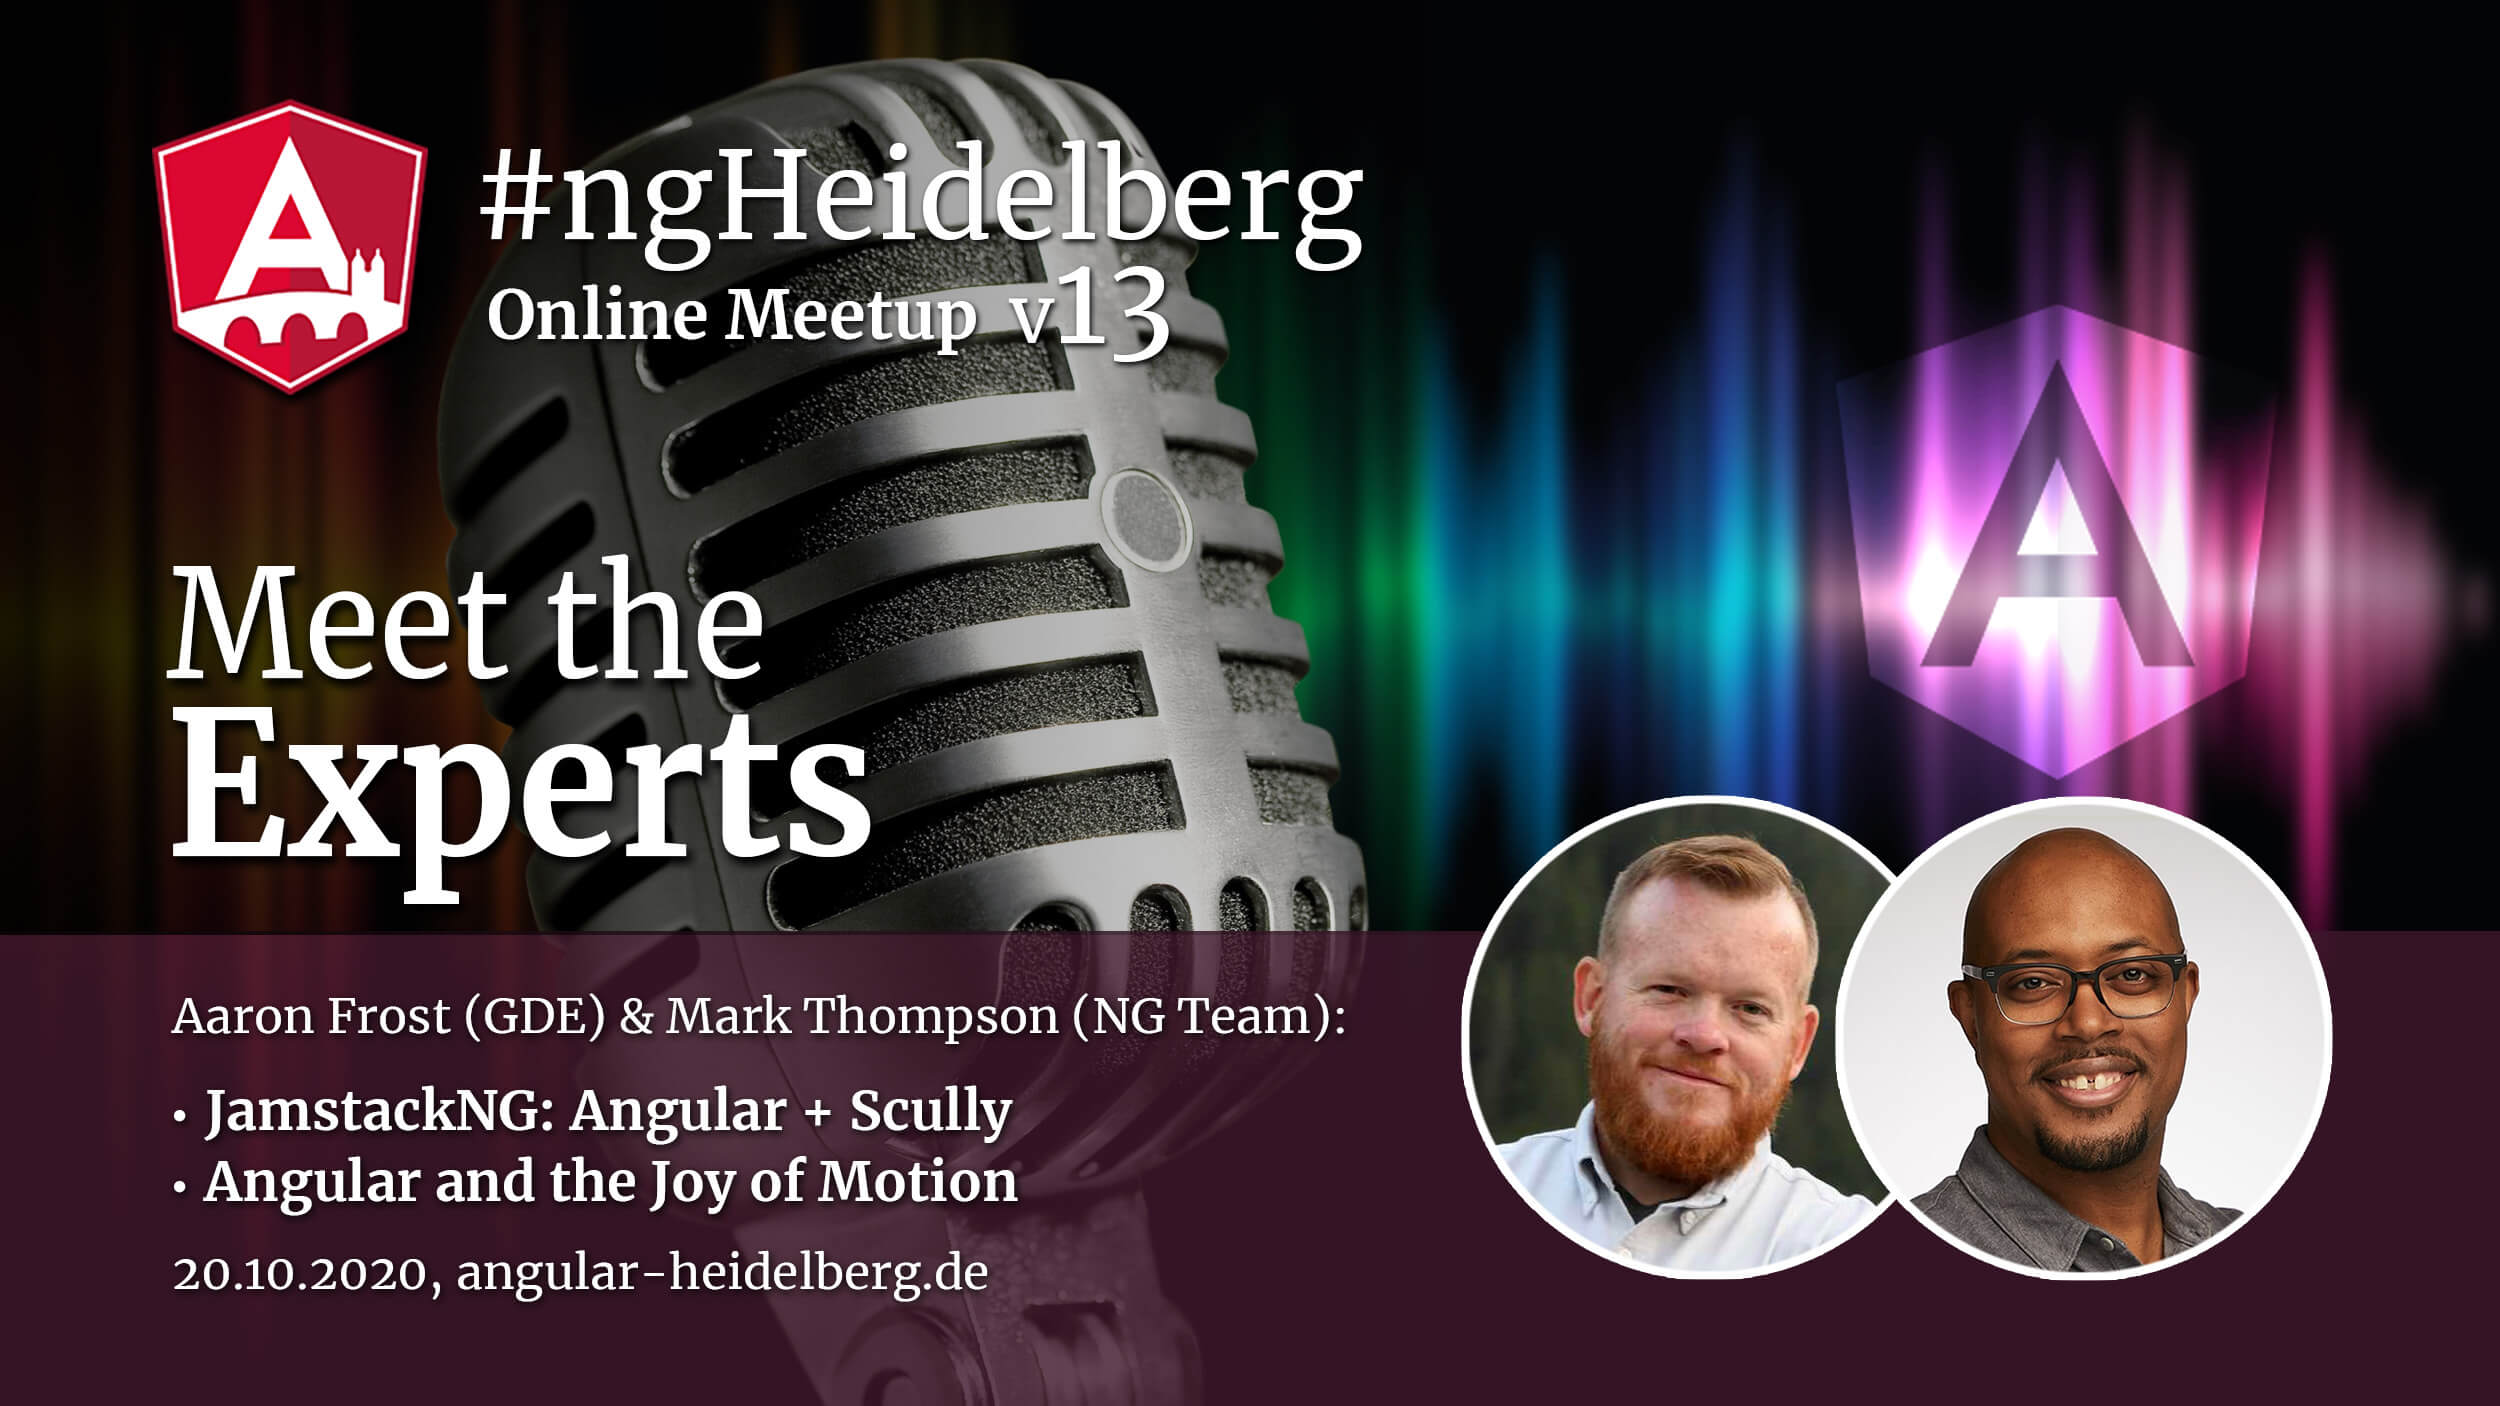 #ngHeidelberg
Online Meetup v13
Meet the
Experts
Aaron Frost (GDE) & Mark Thompson (NG Team):
• JamstackNG: Angular + Scully
• Angular and the Joy of Motion
20.10.2020, angular-heidelberg.de
A
A